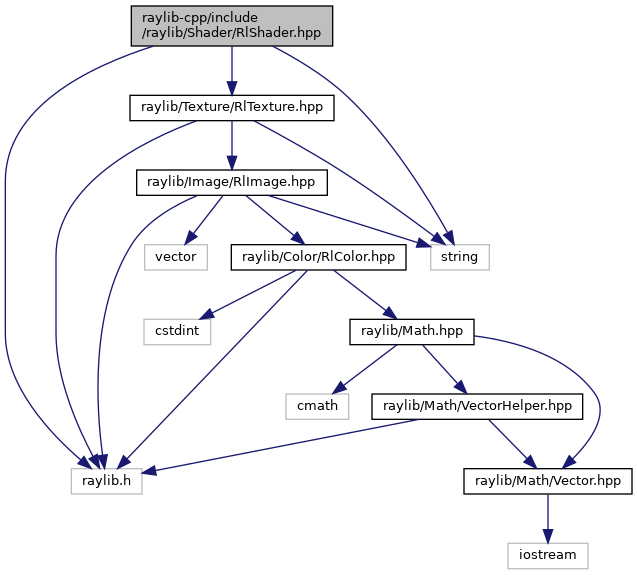 raylib-cpp/include
/raylib/Shader/RlShader.hpp
raylib/Texture/RlTexture.hpp
raylib/Image/RlImage.hpp
vector
raylib/Color/RlColor.hpp
string
cstdint
raylib/Math.hpp
cmath
raylib/Math/VectorHelper.hpp
raylib.h
raylib/Math/Vector.hpp
iostream